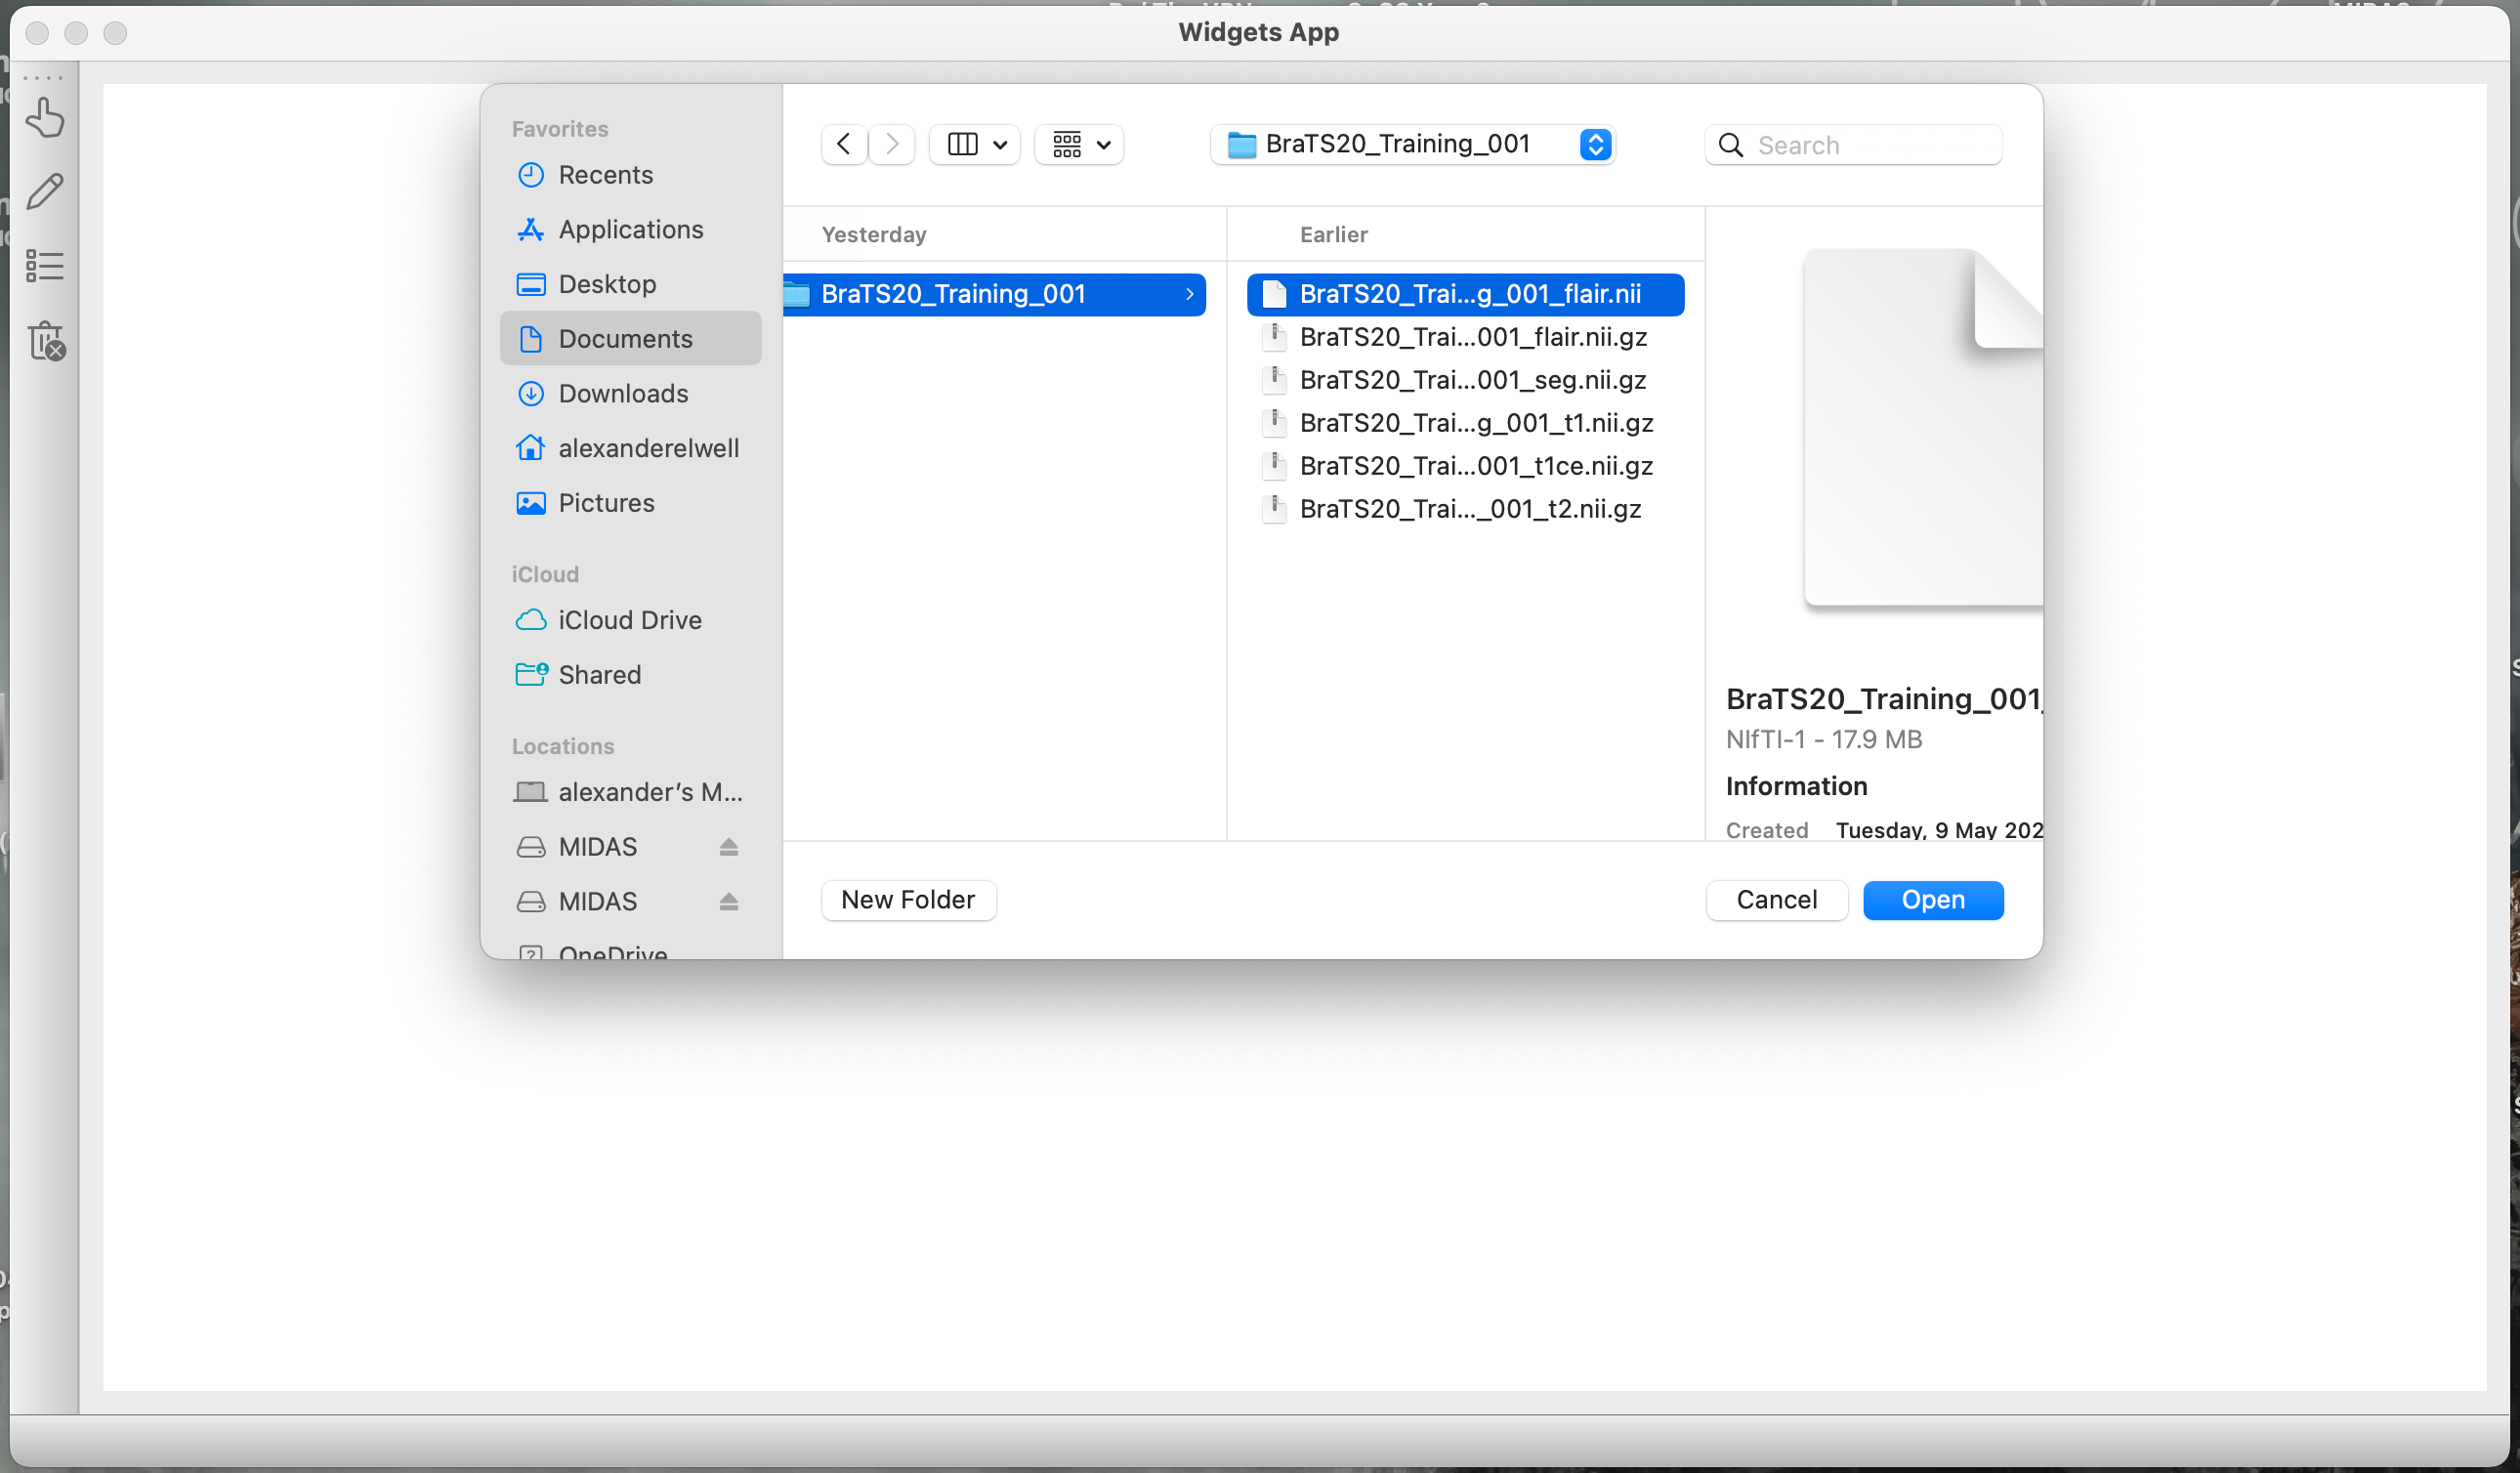 Widgets App
Favorites
Recents
Applications
Desktop
Documents
Downloads
alexanderelwell
Pictures
iCloud
iCloud Drive
Shared
Locations
alexander’s M...
MIDAS
MIDAS
OneDrive
BraTS20_Training_001
Search
Yesterday
BraTS20_Training_001
Earlier
BraTS20_Trai...g_001_flair.nii
BraTS20_Trai...001_flair.nii.gz
BraTS20_Trai...001_seg.nii.gz
BraTS20_Trai...g_001_t1.nii.gz
BraTS20_Trai...001_t1ce.nii.gz
BraTS20_Trai..._001_t2.nii.gz
BraTS20_Training_001_
NIfTI-1 - 17.9 MB
Information
Created Tuesday, 9 May 202
New Folder
Cancel
Open